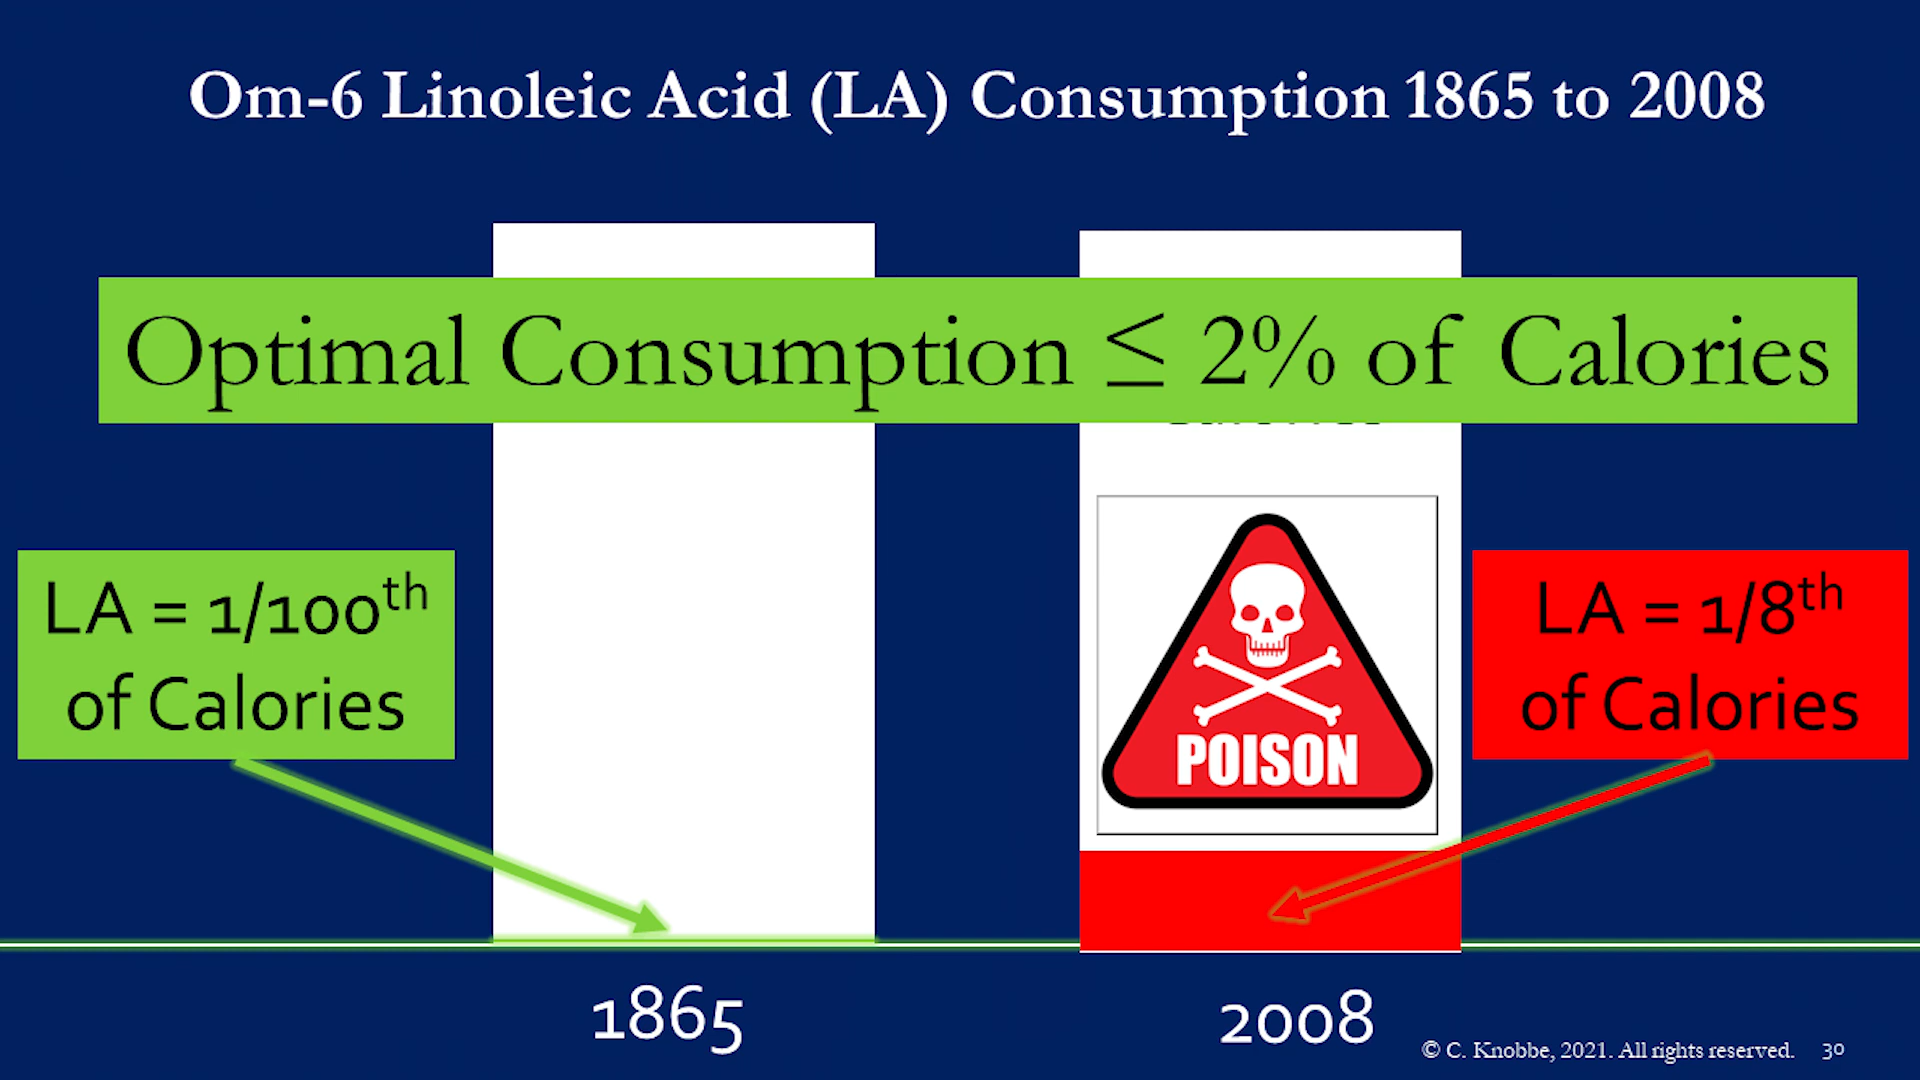 Om-6 Linoleic Acid (LA) Consumption 1865 to 2008
Optimal Consumption ≤ 2% of Calories
LA = 1/100th
of Calories
POISON
LA = 1/8th
of Calories
1865
2008
© C. Knobbe, 2021. All rights reserved.
30